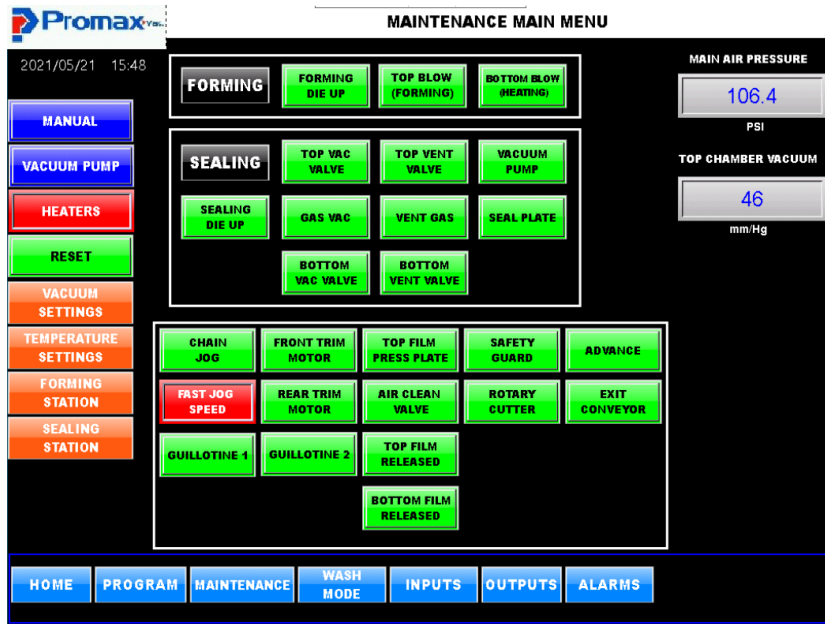 Promax
MAINTENANCE MAIN MENU
2021/05/21 15:48
MANUAL
VACUUM PUMP
HEATERS
RESET
VACUUM
SETTINGS
TEMPERATURE
SETTINGS
FORMING
STATION
SEALING
STATION
FORMING
FORMING
DIE UP
TOP BLOW
(FORMING)
BOTTOM BLOW
(HEATING)
SEALING
TOP VAC
VALVE
TOP VENT
VALVE
VACUUM
PUMP
SEALING
DIE UP
GAS VAC
VENT GAS
SEAL PLATE
BOTTOM
VAC VALVE
BOTTOM
VENT VALVE
MAIN AIR PRESSURE
106.4
PSI
TOP CHAMBER VACUUM
46
mm/Hg
CHAIN
JOG
FRONT TRIM
MOTOR
TOP FILM
PRESS PLATE
SAFETY
GUARD
ADVANCE
FAST JOG
SPEED
REAR TRIM
MOTOR
AIR CLEAN
VALVE
ROTARY
CUTTER
EXIT
CONVEYOR
GUILLOTINE 1
GUILLOTINE 2
TOP FILM
RELEASED
BOTTOM FILM
RELEASED
HOME
PROGRAM
MAINTENANCE
WASH
MODE
INPUTS
OUTPUTS
ALARMS